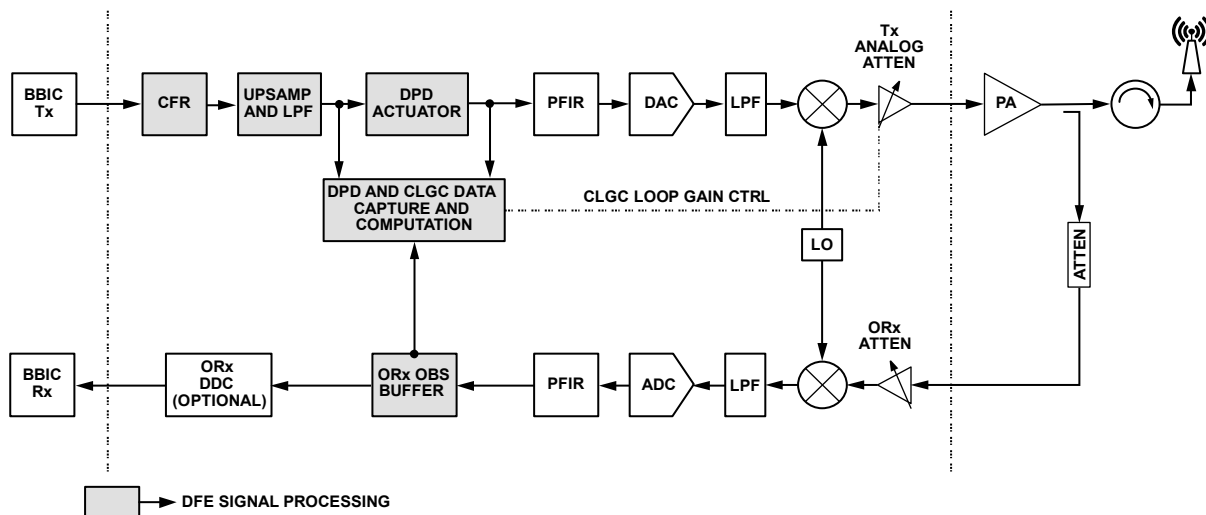 Tx
ANALOG
ATTEN
BBIC
Tx
CFR
UPSAMP
AND LPF
DPD
ACTUATOR
PFIR
DAC
LPF
PA
DPD AND CLGC DATA
CAPTURE AND
COMPUTATION
CLGC LOOP GAIN CTRL
LO
ATTEN
ORx
ATTEN
BBIC
Rx
ORx
DDC
(OPTIONAL)
ORx OBS
BUFFER
PFIR
ADC
LPF
DFE SIGNAL PROCESSING